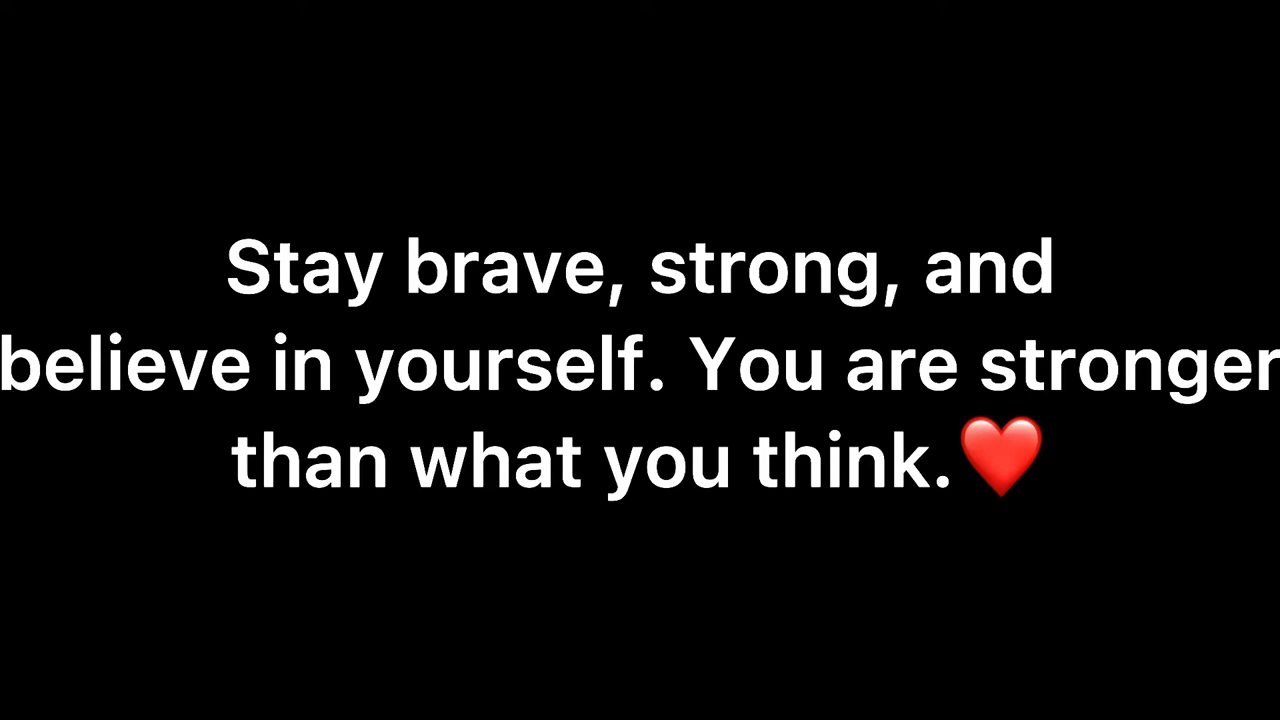 Stay brave, strong, and
believe in yourself. You are stronger
than what you think.❤️